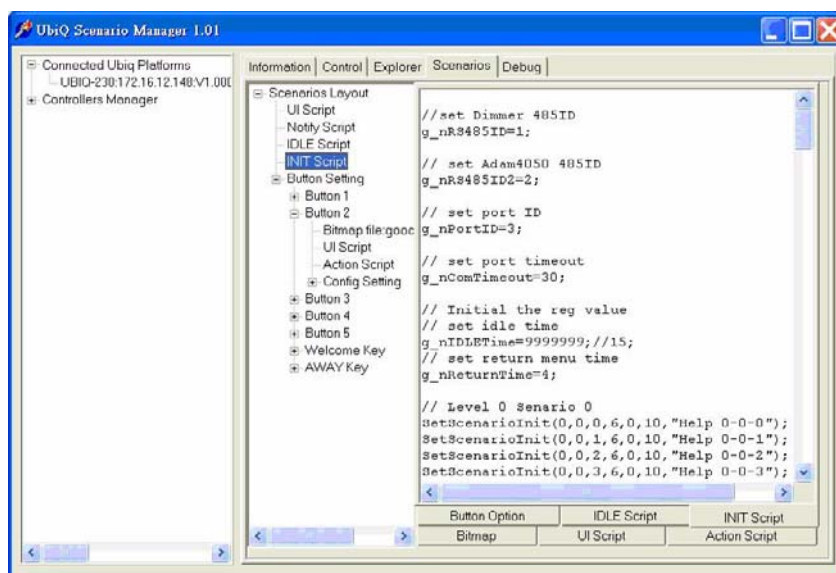 UbiQ Scenario Manager 1.01
Connected Ubiq Platforms
UBIQ-230:172.16.12.148:V1.00
Controllers Manager
Information
Control
Explorer
Scenarios
Debug
Scenarios Layout
UI Script
Notify Script
IDLE Script
INIT Script
Button Setting
Button 1
Button 2
Bitmap file:gooc
UI Script
Action Script
Config Setting
Button 3
Button 4
Button 5
Welcome Key
AWAY Key
//set Dimmer 485ID
g_nRS485ID=1;
// set Adam4050 485ID
g_nRS485ID2=2;
// set port ID
g_nPortID=3;
// set port timeout
g_nComTimeout=30;
// Initial the reg value
// set idle time
g_nIDLETime=9999999;//15;
// set return menu time
g_nReturnTime=4;
// Level 0 Senario 0
SetScenarioInit(0,0,0,6,0,10,"Help 0-0-0");
SetScenarioInit(0,0,1,6,0,10,"Help 0-0-1");
SetScenarioInit(0,0,2,6,0,10,"Help 0-0-2");
SetScenarioInit(0,0,3,6,0,10,"Help 0-0-3");
Button Option
IDLE Script
INIT Script
Bitmap
UI Script
Action Script